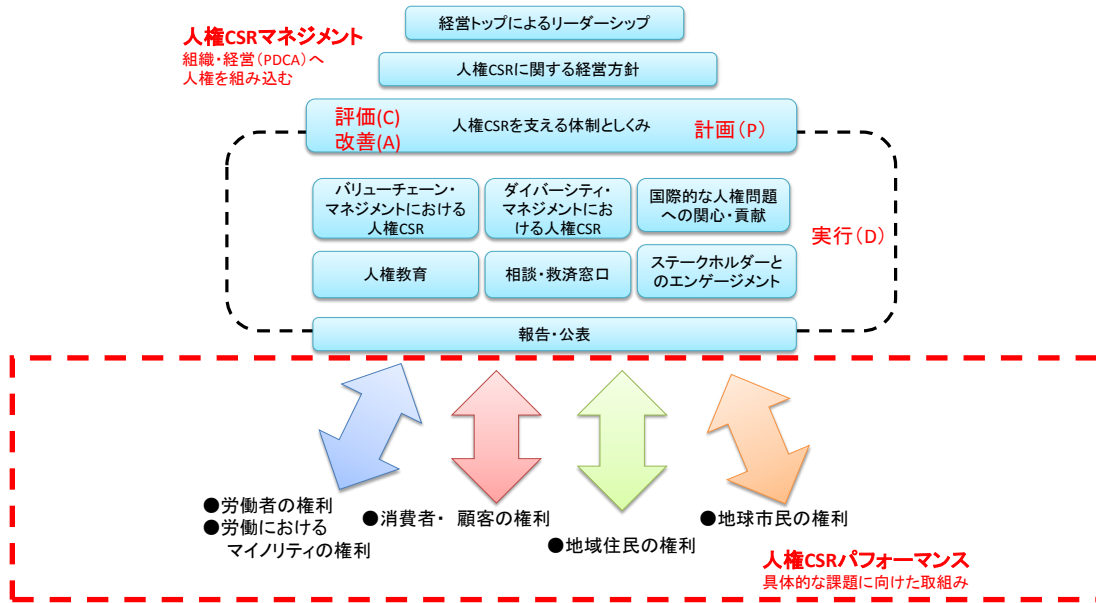 経営トップによるリーダーシップ
人権CSRマネジメント
組織・経営(PDCA)へ
人権を組み込む
人権CSRに関する経営方針
評価(C)
改善(A)
人権CSRを支える体制としくみ
計画(P)
バリューチェーン・
マネジメントにおける
人権CSR
ダイバーシティ・
マネジメントにお
ける人権CSR
国際的な人権問題
への関心・貢献
実行(D)
人権教育
相談・救済窓口
ステークホルダーと
のエンゲージメント
報告・公表
●労働者の権利
●労働における
マイノリティの権利
●消費者・ 顧客の権利
●地域住民の権利
●地球市民の権利
人権CSRパフォーマンス
具体的な課題に向けた取組み